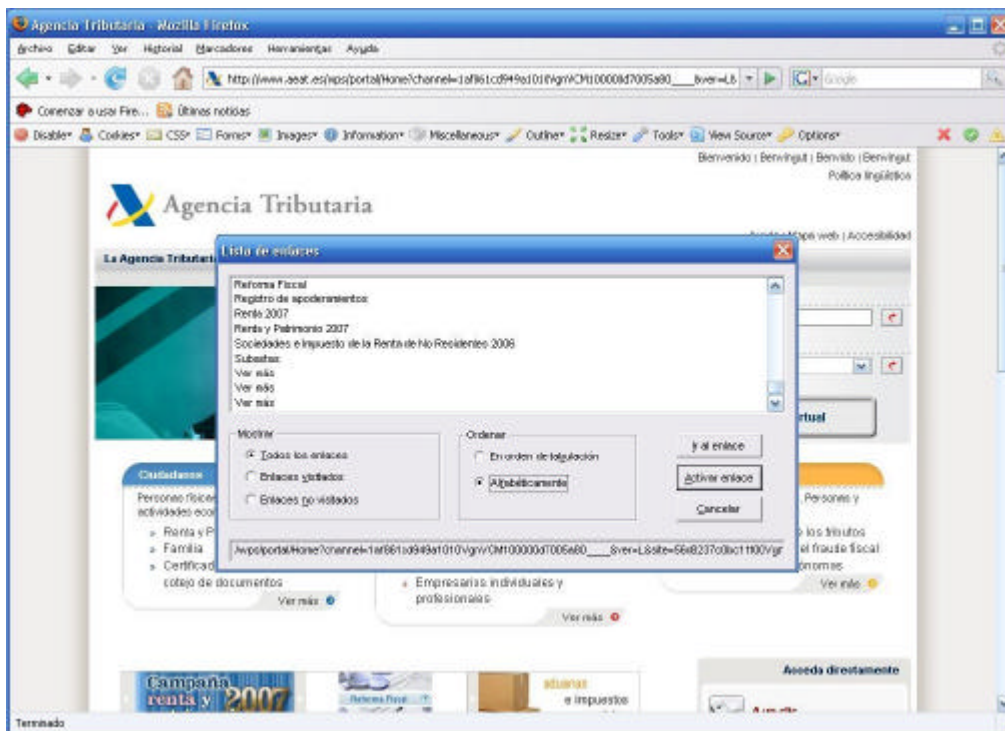 Agencia Tributaria - Mozilla Firefox
Archivo Editar Ver Historial Marcadores Herramientas Ayuda
Google
Comenzar a usar Fire... Últimas noticias
Disable Cookies CSS Forms Images Information Miscellaneous Outline Resize Tools View Source Options
Bienvenido | Benvingut | Benvido | Benvingut
Política lingüística
Agencia Tributaria
web | Accesibilidad
La Agencia Tributari
Lista de enlaces
Reforma Fiscal
Registro de apoderamientos
Renta 2007
Renta y Patrimonio 2007
Sociedades e Impuesto de la Renta de No Residentes 2006
Subastas
Ver más
Ver más
Ver más
Mostrar
Todos los enlaces
Enlaces visitados
Enlaces no visitados
Ordenar
En orden de tabulación
Alfabéticamente
Ir al enlace
Activar enlace
Cancelar
rtual
Ciudadanos
Personas físicas
actividades eco
Renta y P
Familia
Certificad
cotejo de documentos
Ver más
Empresarios individuales y
profesionales
Ver más
Personas y
los tributos
el fraude fiscal
ónomas
Ver más
Campaña
renta y 2007
Reforma Fiscal
aduanas
e impuestos
Acceda directamente
Terminado